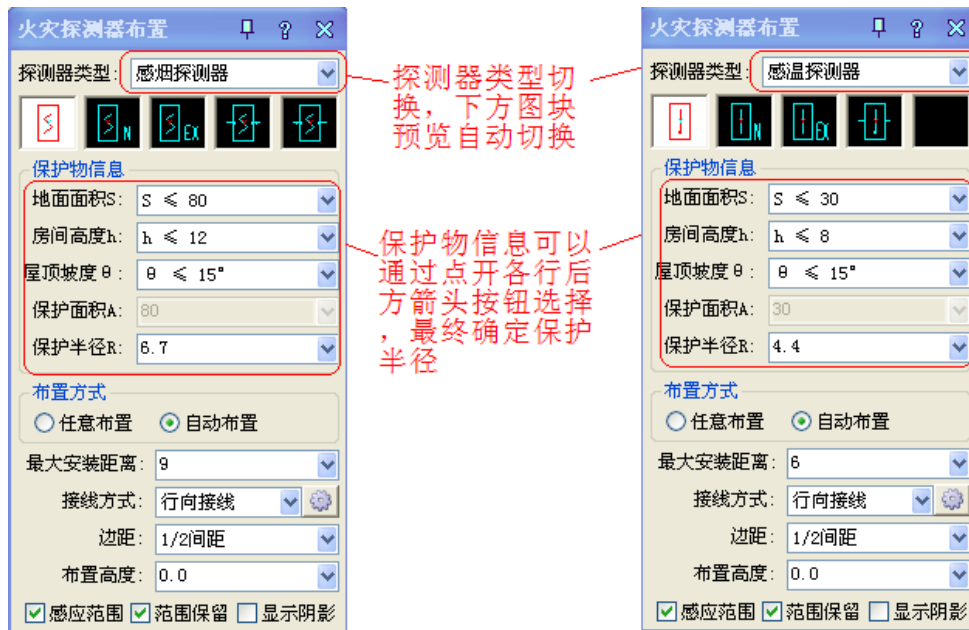 火灾探测器布置
探测器类型: 感烟探测器
N
EX
保护物信息
地面面积S: S ≤ 80
房间高度h: h ≤ 12
屋顶坡度θ: θ ≤ 15°
保护面积A: 80
保护半径R: 6.7
布置方式
任意布置 自动布置
最大安装距离: 9
接线方式: 行向接线
边距: 1/2间距
布置高度: 0.0
感应范围 范围保留 显示阴影
探测器类型切
换，下方图块
预览自动切换
保护物信息可以
通过点开各行后
方箭头按钮选择
，最终确定保护
半径
火灾探测器布置
探测器类型: 感温探测器
N
EX
保护物信息
地面面积S: S ≤ 30
房间高度h: h ≤ 8
屋顶坡度θ: θ ≤ 15°
保护面积A: 30
保护半径R: 4.4
布置方式
任意布置 自动布置
最大安装距离: 6
接线方式: 行向接线
边距: 1/2间距
布置高度: 0.0
感应范围 范围保留 显示阴影